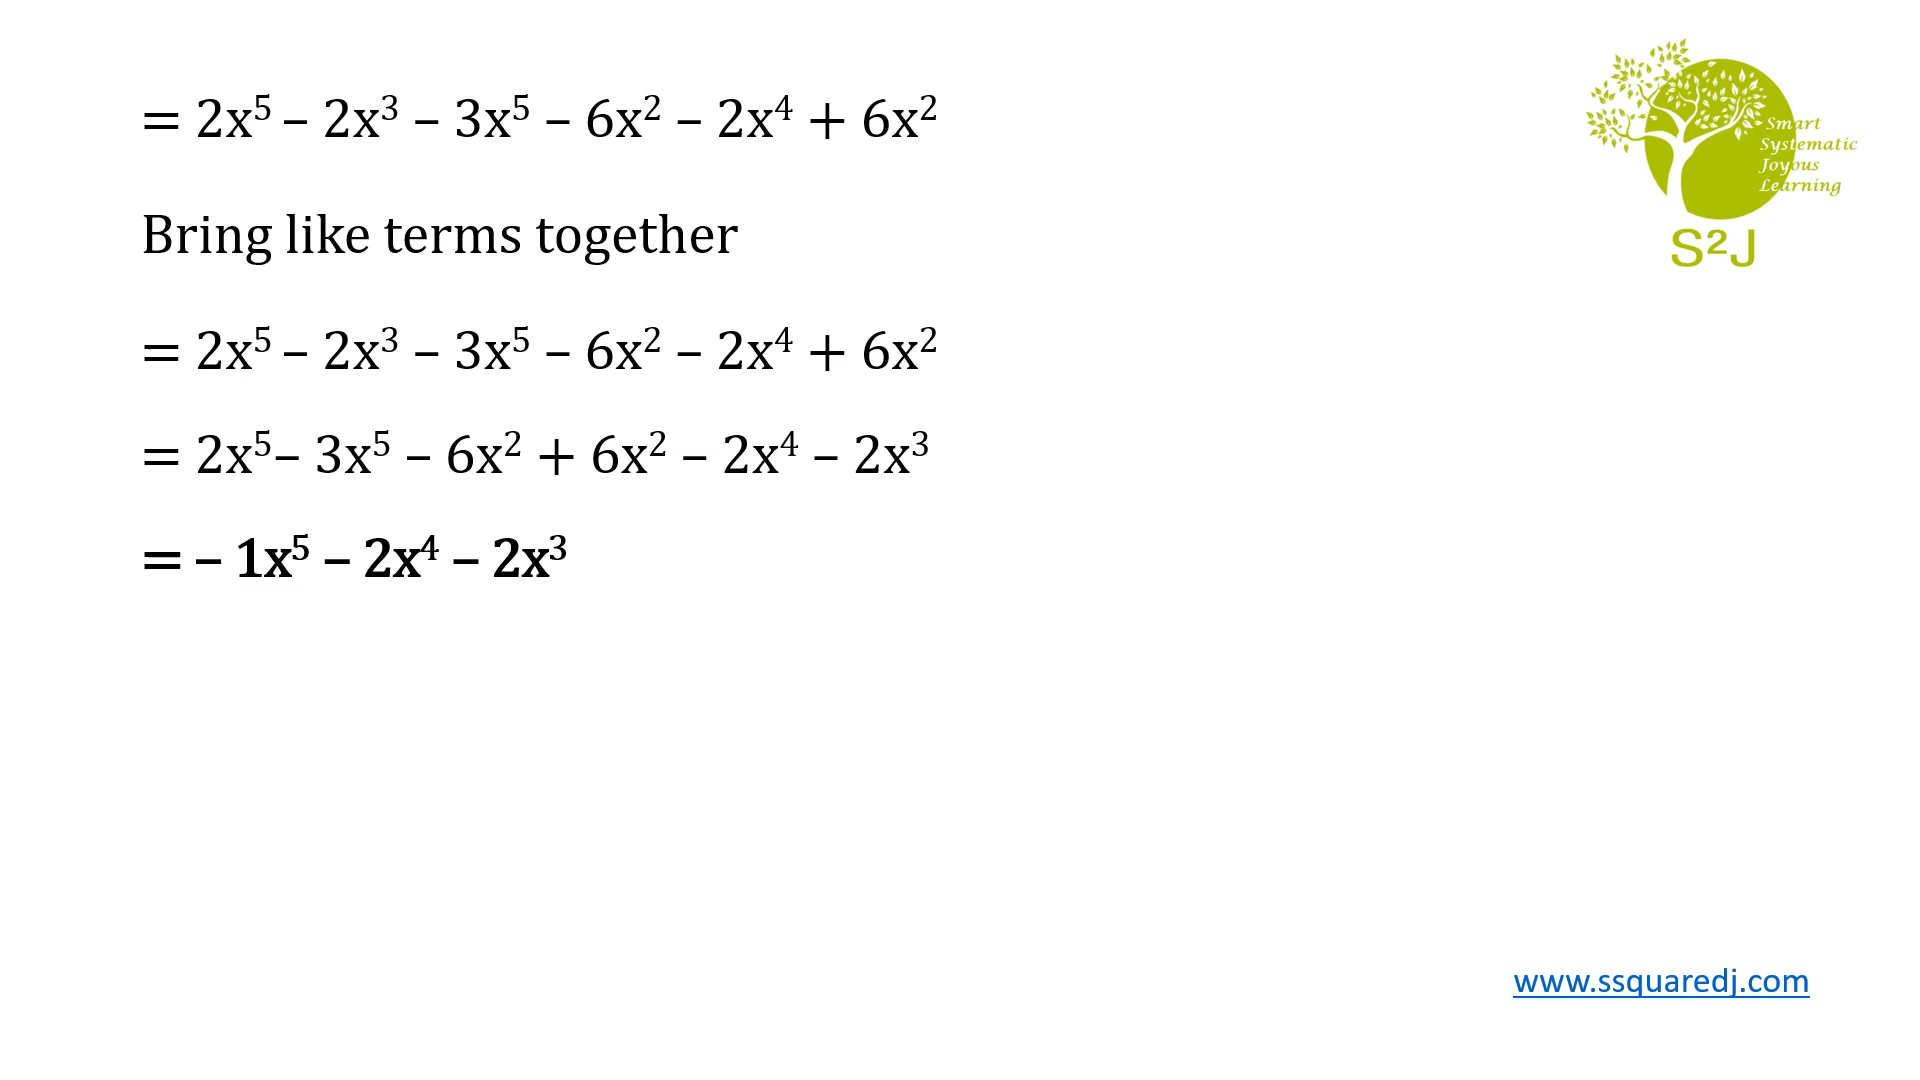 = 2x⁵ – 2x³ – 3x⁵ – 6x² – 2x⁴ + 6x²
Bring like terms together
= 2x⁵ – 2x³ – 3x⁵ – 6x² – 2x⁴ + 6x²
= 2x⁵– 3x⁵ – 6x² + 6x² – 2x⁴ – 2x³
= – 1x⁵ – 2x⁴ – 2x³
Smart
Systematic
Joyous
Learning
S²J
www.ssquaredj.com